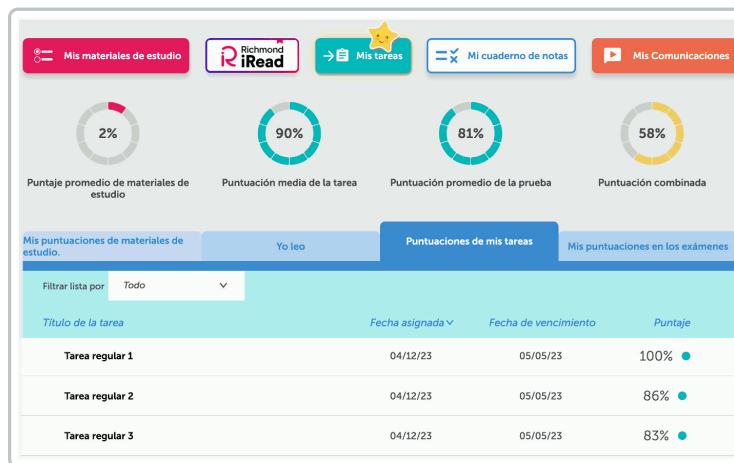 Mis materiales de estudio
Richmond
iRead
Mis tareas
Mi cuaderno de notas
Mis Comunicaciones
2%
90%
81%
58%
Puntaje promedio de materiales de
estudio
Puntuación media de la tarea
Puntuación promedio de la prueba
Puntuación combinada
Mis puntuaciones de materiales de
estudio.
Yo leo
Puntuaciones de mis tareas
Mis puntuaciones en los exámenes
Filtrar lista por Todo
Título de la tarea Fecha asignada Fecha de vencimiento Puntaje
Tarea regular 1 04/12/23 05/05/23 100%
Tarea regular 2 04/12/23 05/05/23 86%
Tarea regular 3 04/12/23 05/05/23 83%